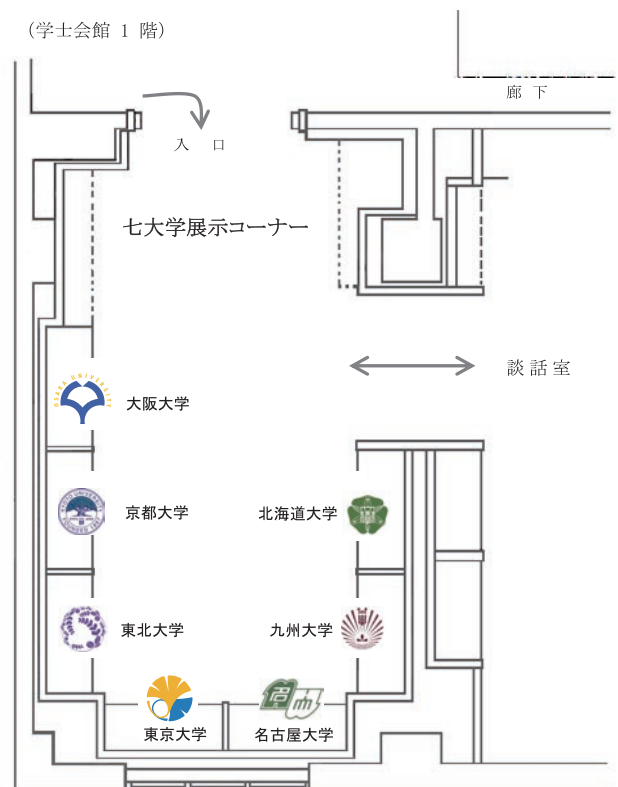 （学士会館 1 階）
廊 下
入 口
七大学展示コーナー
談 話 室
OSAKA UNIVERSITY
大阪大学
京都大学
北海道大学
東北大学
九州大学
東京大学
名古屋大学